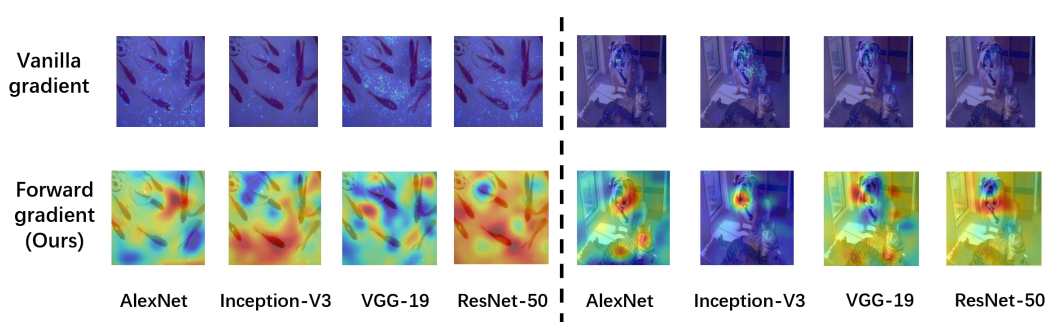 Vanilla
gradient
Forward
gradient
(Ours)
AlexNet Inception-V3 VGG-19 ResNet-50 AlexNet Inception-V3 VGG-19 ResNet-50